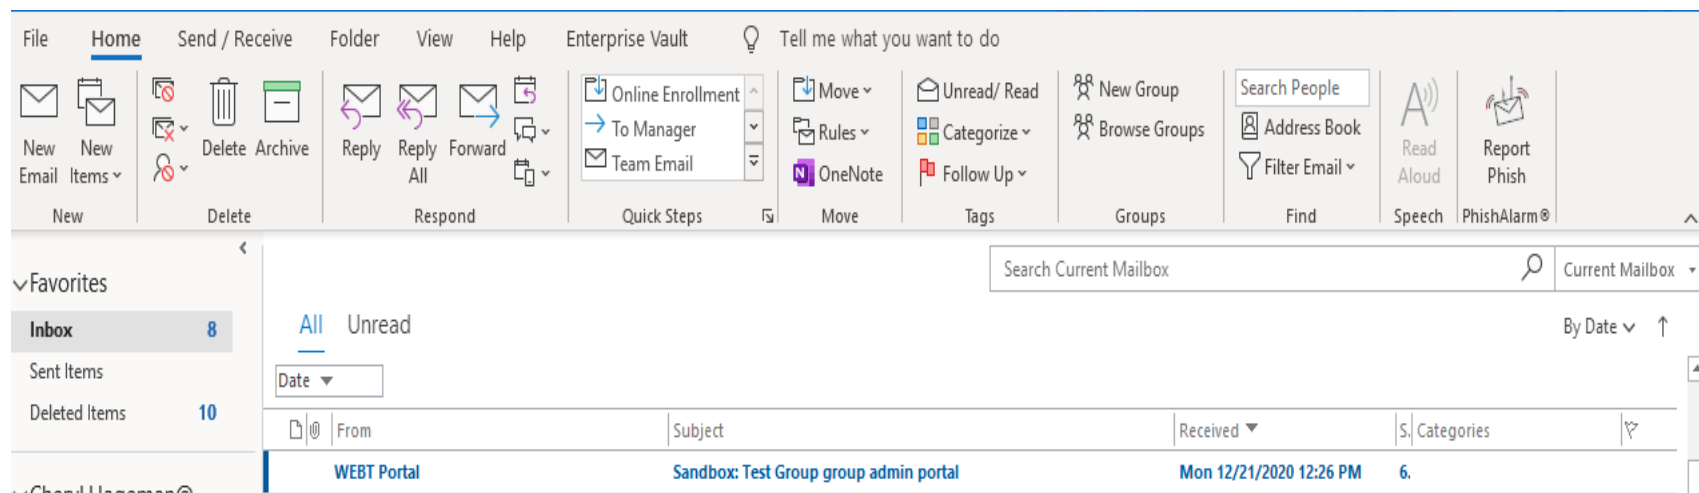 File Home Send / Receive Folder View Help Enterprise Vault Tell me what you want to do
New Email
New Items
Delete
Archive
Reply
Reply All
Forward
Online Enrollment
To Manager
Team Email
Move
Rules
OneNote
Unread/ Read
Categorize
Follow Up
New Group
Browse Groups
Search People
Address Book
Filter Email
Read Aloud
Report Phish
New Delete Respond Quick Steps Move Tags Groups Find Speech PhishAlarm®
Favorites
Inbox 8
Sent Items
Deleted Items 10
Search Current Mailbox Current Mailbox
All Unread By Date
Date
From Subject Received S. Categories
WEBT Portal Sandbox: Test Group group admin portal Mon 12/21/2020 12:26 PM 6.